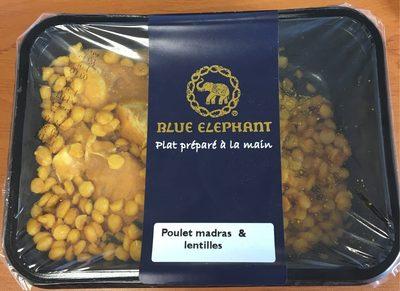 BLUE ELEPHANT
Plat préparé à la main
Poulet madras & 
lentilles